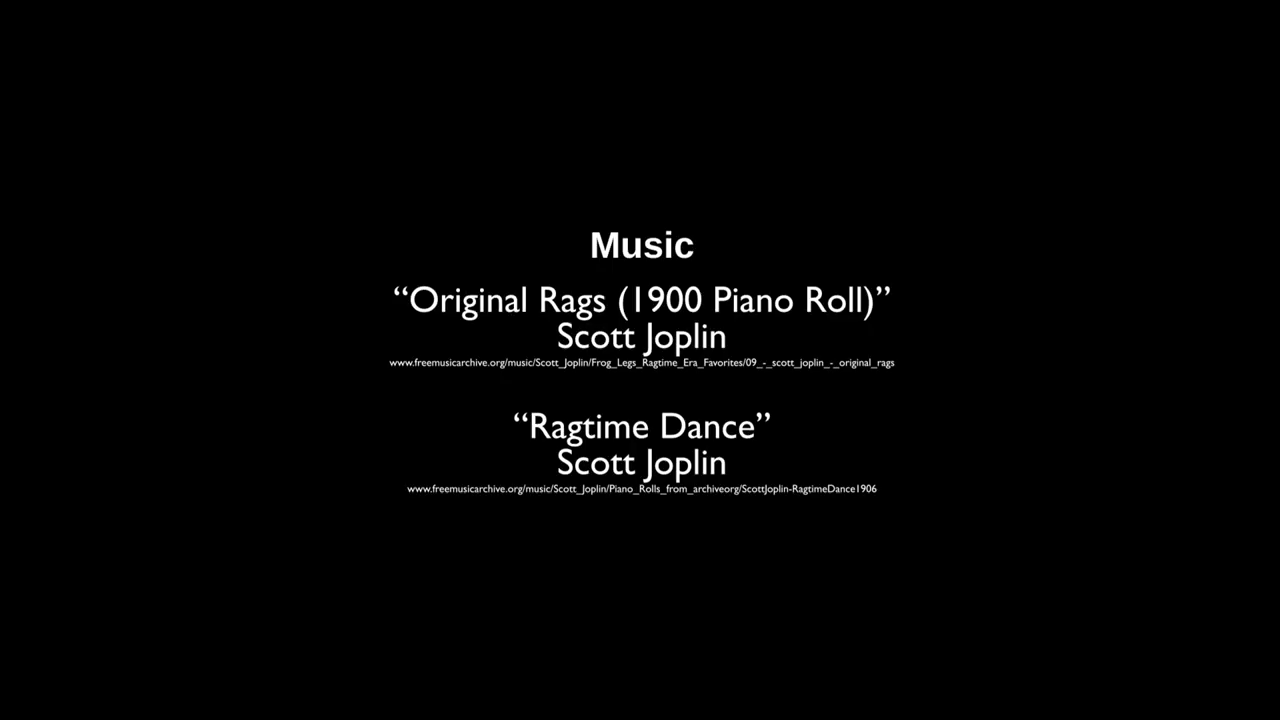 Music
“Original Rags (1900 Piano Roll)”
Scott Joplin
www.freemusicarchive.org/music/Scott_Joplin/Frog_Legs_Ragtime_Era_Favorites/09_-_scott_joplin_-_original_rags
“Ragtime Dance”
Scott Joplin
www.freemusicarchive.org/music/Scott_Joplin/Piano_Rolls_from_archiveorg/ScottJoplin-RagtimeDance1906